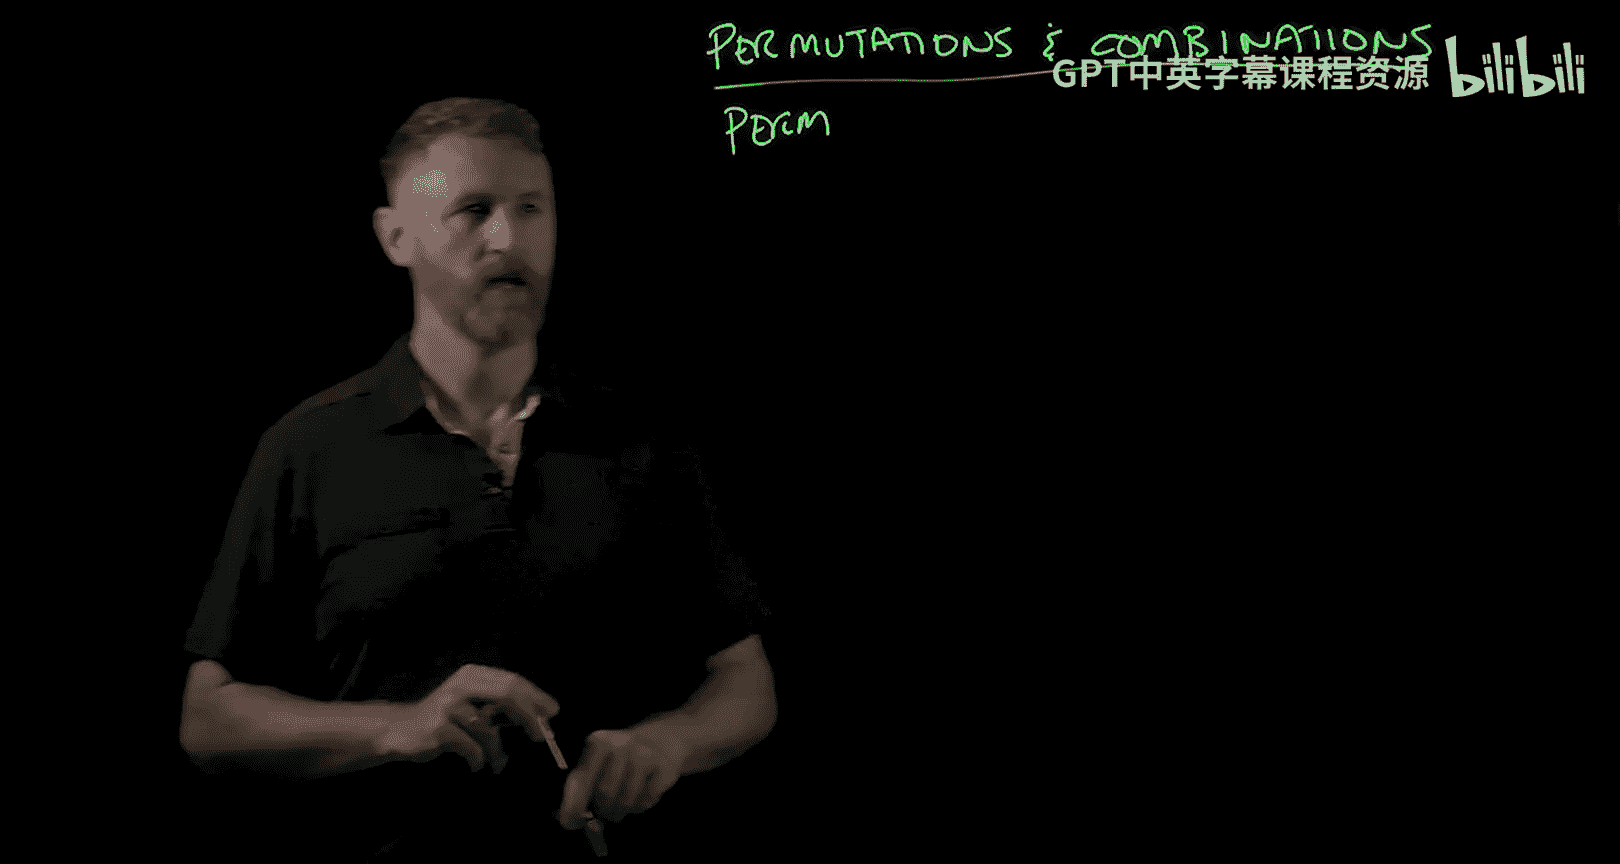 PERMUTATIONS & COMBINATIONS
GPT中英字幕课程资源 bilibili
PERM